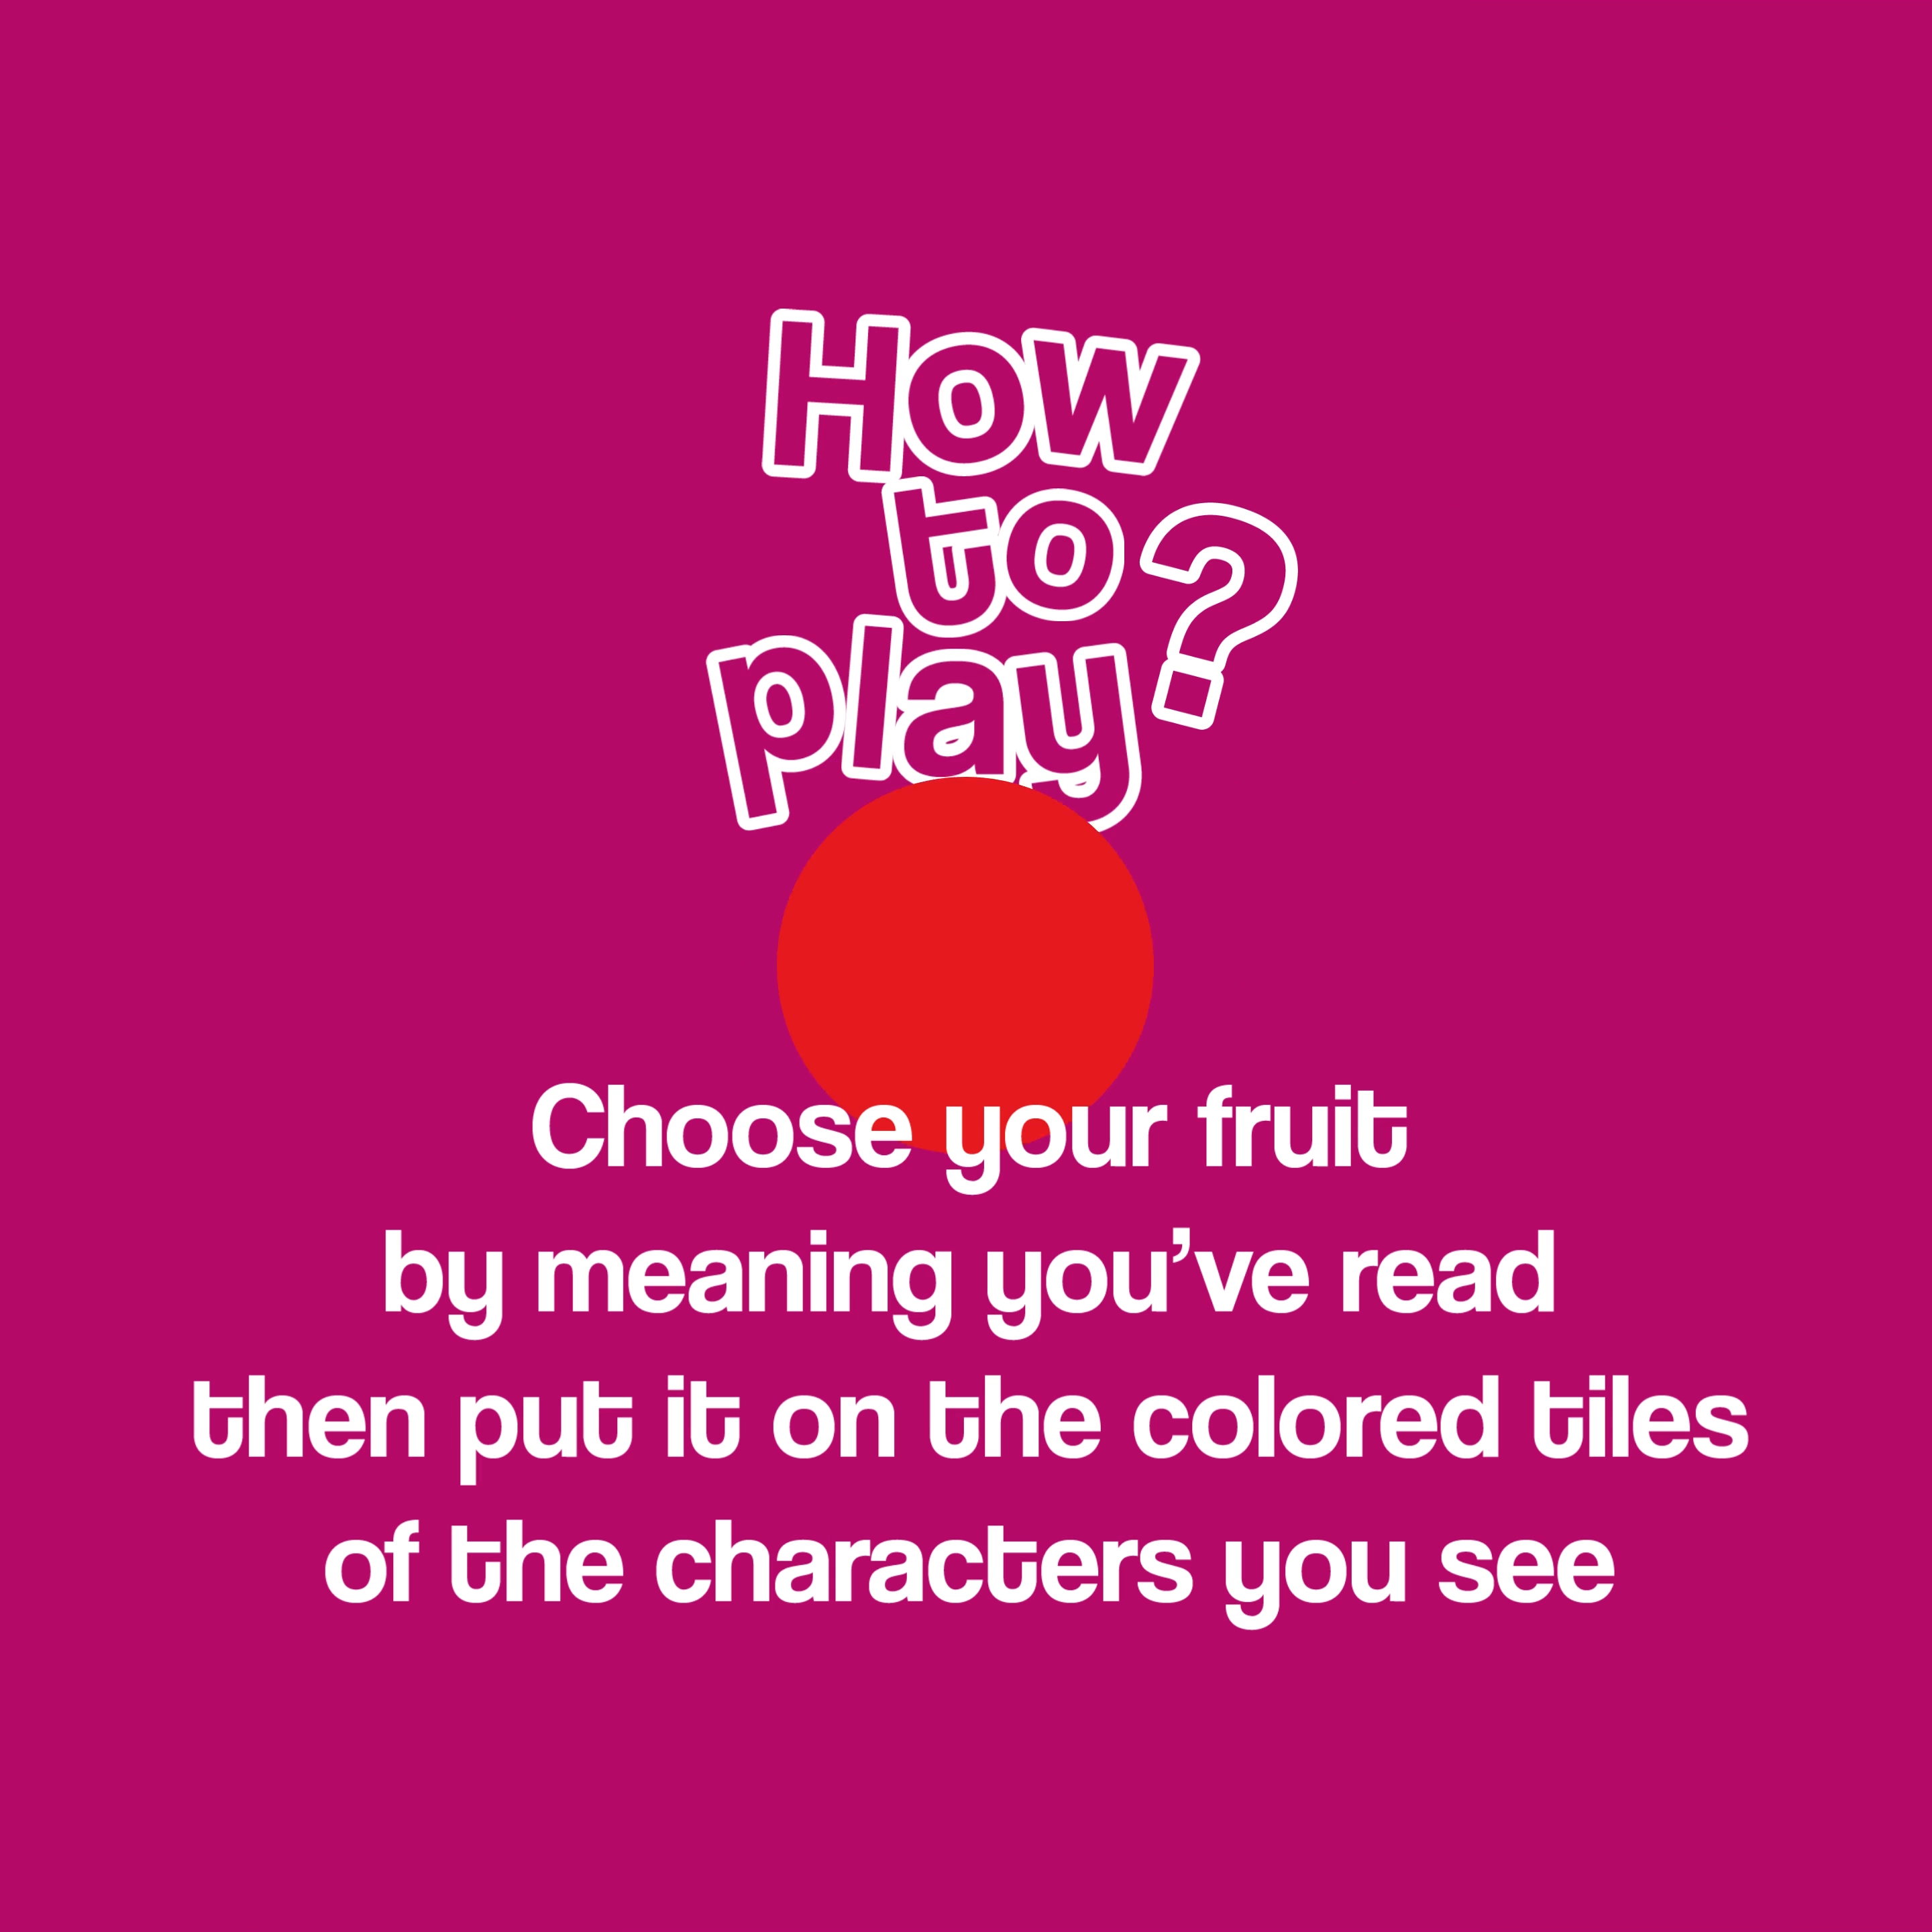 How
to
play?
Choose your fruit
by meaning you’ve read
then put it on the colored tiles
of the characters you see